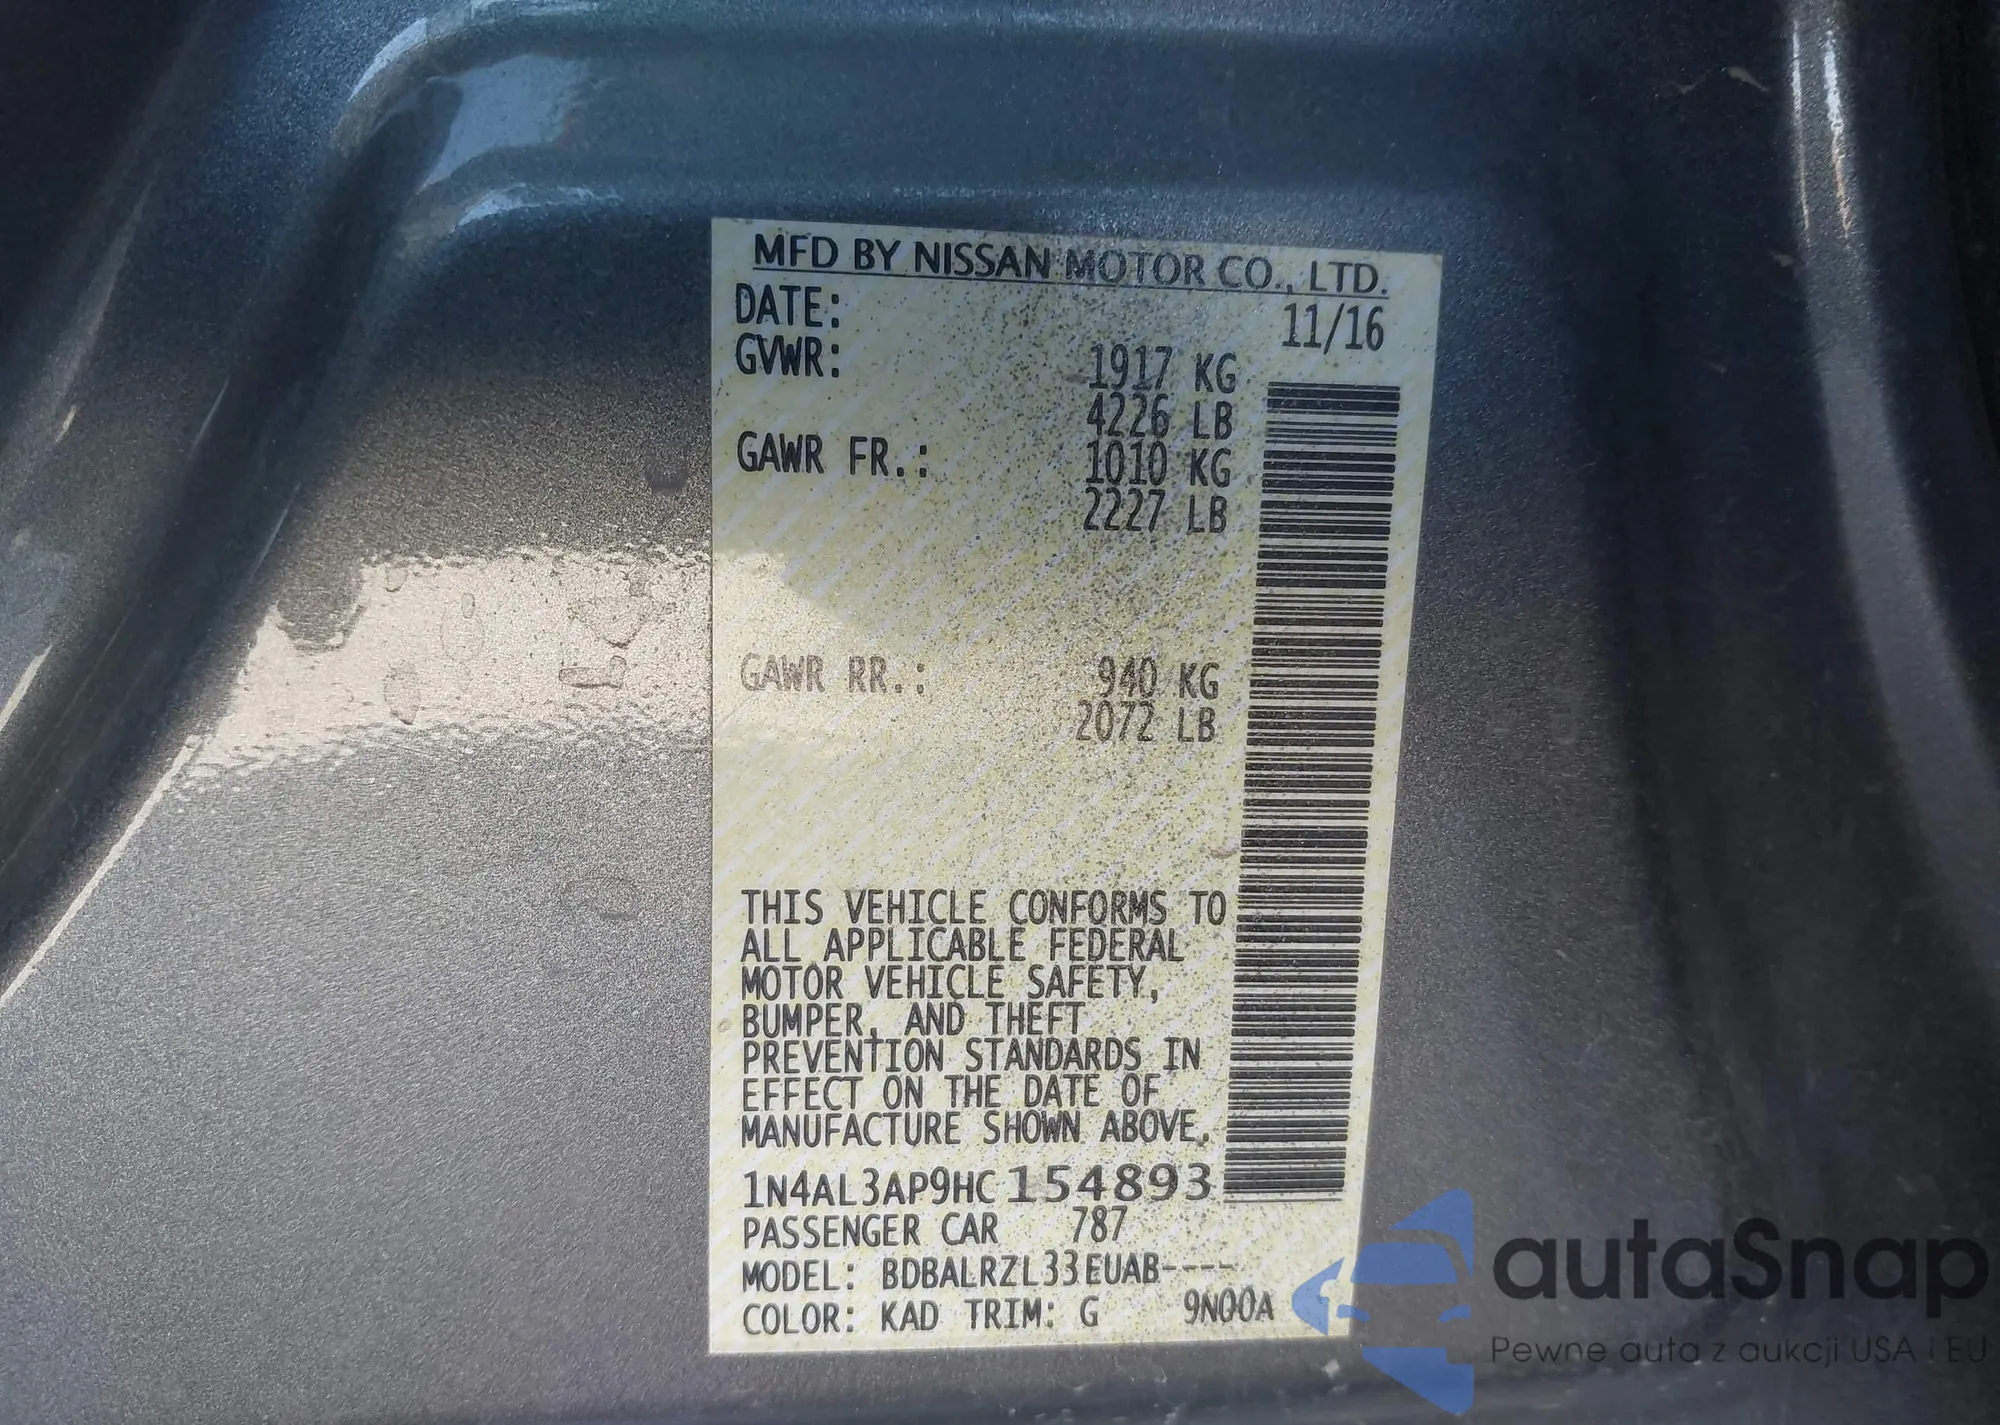 MFD BY NISSAN MOTOR CO., LTD.
DATE: 11/16
GVWR: 1917 KG
4226 LB
GAWR FR.: 1010 KG
2227 LB
GAWR RR.: 940 KG
2072 LB
THIS VEHICLE CONFORMS TO
ALL APPLICABLE FEDERAL
MOTOR VEHICLE SAFETY,
BUMPER, AND THEFT
PREVENTION STANDARDS IN
EFFECT ON THE DATE OF
MANUFACTURE SHOWN ABOVE.
1N4AL3AP9HC154893
PASSENGER CAR 787
MODEL: BDBALRZL33EUAB----
COLOR: KAD TRIM: G 9N00A
autaSnap
Pewne auta z aukcji USA i EU